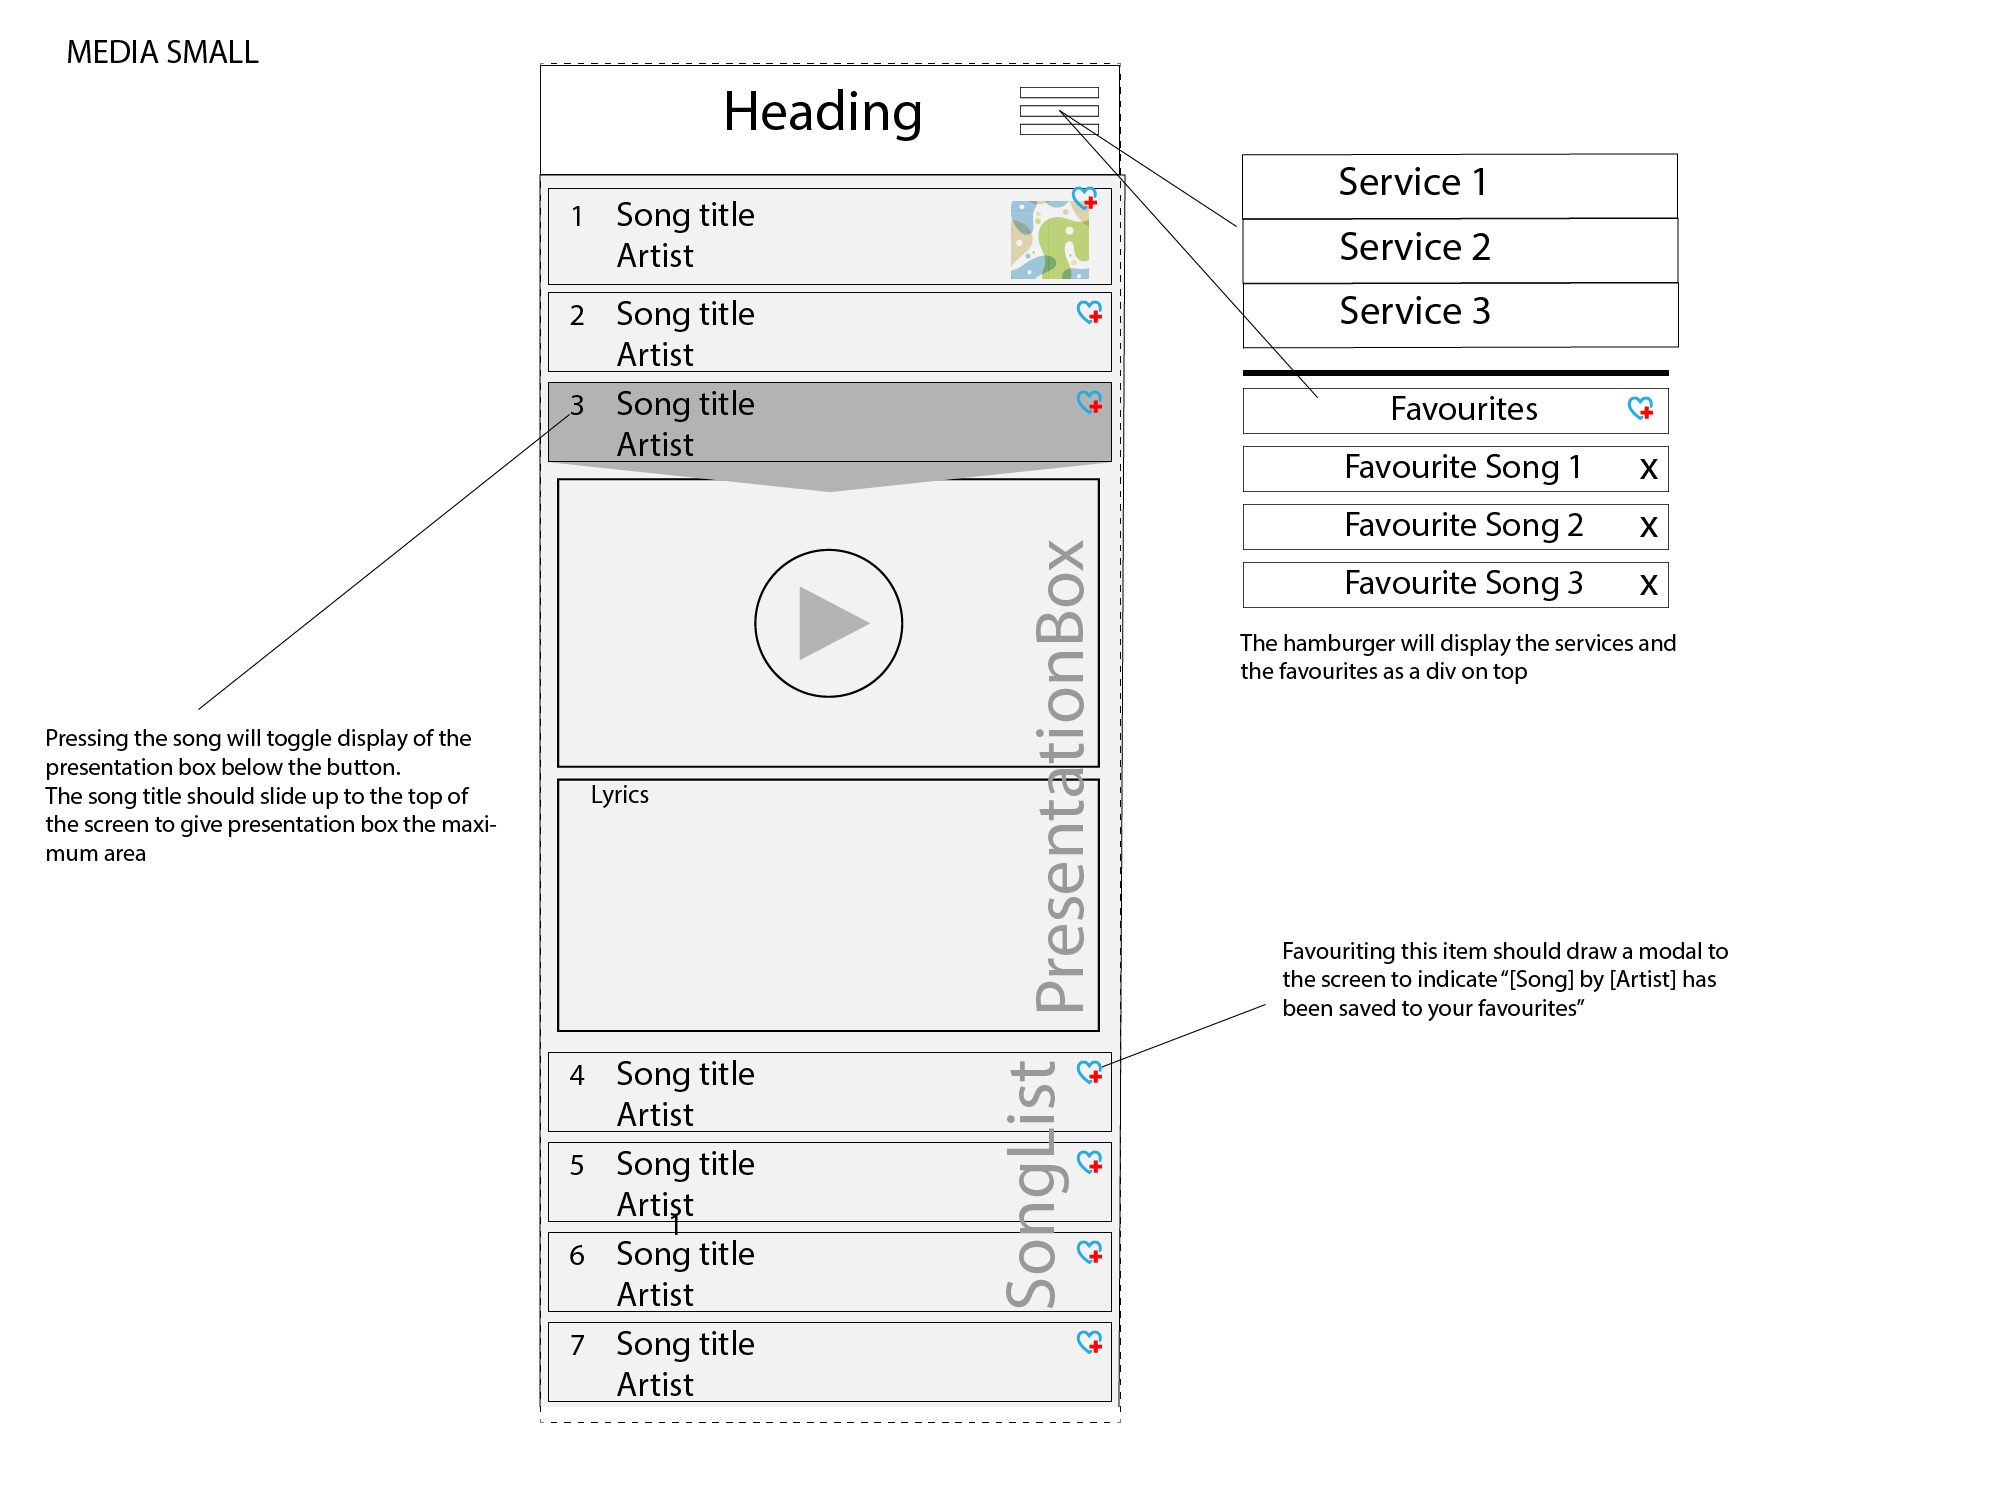 MEDIA SMALL
Heading
1 Song title
Artist
2 Song title
Artist
3 Song title
Artist
PresentationBox
Lyrics
4 Song title
Artist
5 Song title
Artist
1
6 Song title
Artist
7 Song title
Artist
SongList
Service 1
Service 2
Service 3
Favourites
Favourite Song 1 X
Favourite Song 2 X
Favourite Song 3 X
The hamburger will display the services and
the favourites as a div on top
Pressing the song will toggle display of the
presentation box below the button.
The song title should slide up to the top of
the screen to give presentation box the maxi-
mum area
Favouriting this item should draw a modal to
the screen to indicate “[Song] by [Artist] has
been saved to your favourites”